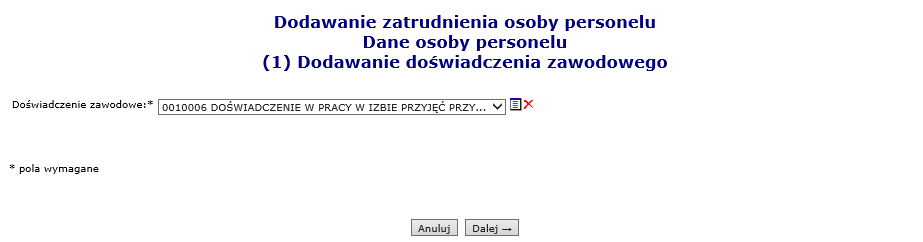 Dodawanie zatrudnienia osoby personelu
Dane osoby personelu
(1) Dodawanie doświadczenia zawodowego
Doświadczenie zawodowe:* 0010006 DOŚWIADCZENIE W PRACY W IZBIE PRZYJĘĆ PRZY...
* pola wymagane
Anuluj Dalej →